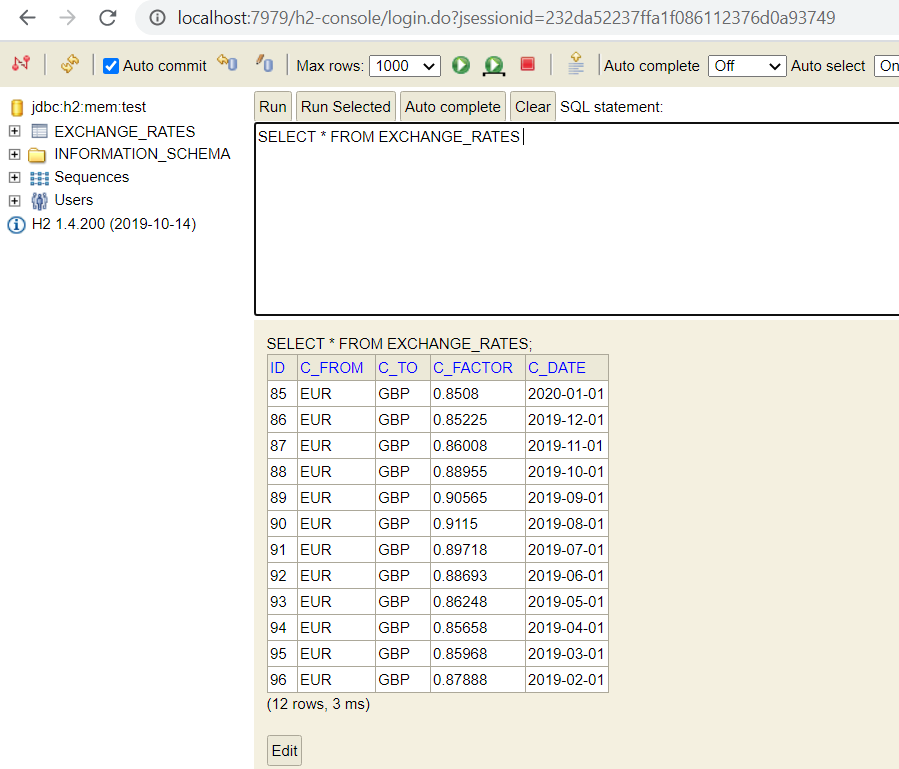 localhost:7979/h2-console/login.do?jsessionid=232da52237ffa1f086112376d0a93749
Auto commit Max rows: 1000 Auto complete Off Auto select On
jdbc:h2:mem:test
EXCHANGE_RATES
INFORMATION_SCHEMA
Sequences
Users
H2 1.4.200 (2019-10-14)
Run Run Selected Auto complete Clear SQL statement:
SELECT * FROM EXCHANGE_RATES
SELECT * FROM EXCHANGE_RATES;
ID C_FROM C_TO C_FACTOR C_DATE
85 EUR GBP 0.8508 2020-01-01
86 EUR GBP 0.85225 2019-12-01
87 EUR GBP 0.86008 2019-11-01
88 EUR GBP 0.88955 2019-10-01
89 EUR GBP 0.90565 2019-09-01
90 EUR GBP 0.9115 2019-08-01
91 EUR GBP 0.89718 2019-07-01
92 EUR GBP 0.88693 2019-06-01
93 EUR GBP 0.86248 2019-05-01
94 EUR GBP 0.85658 2019-04-01
95 EUR GBP 0.85968 2019-03-01
96 EUR GBP 0.87888 2019-02-01
(12 rows, 3 ms)
Edit